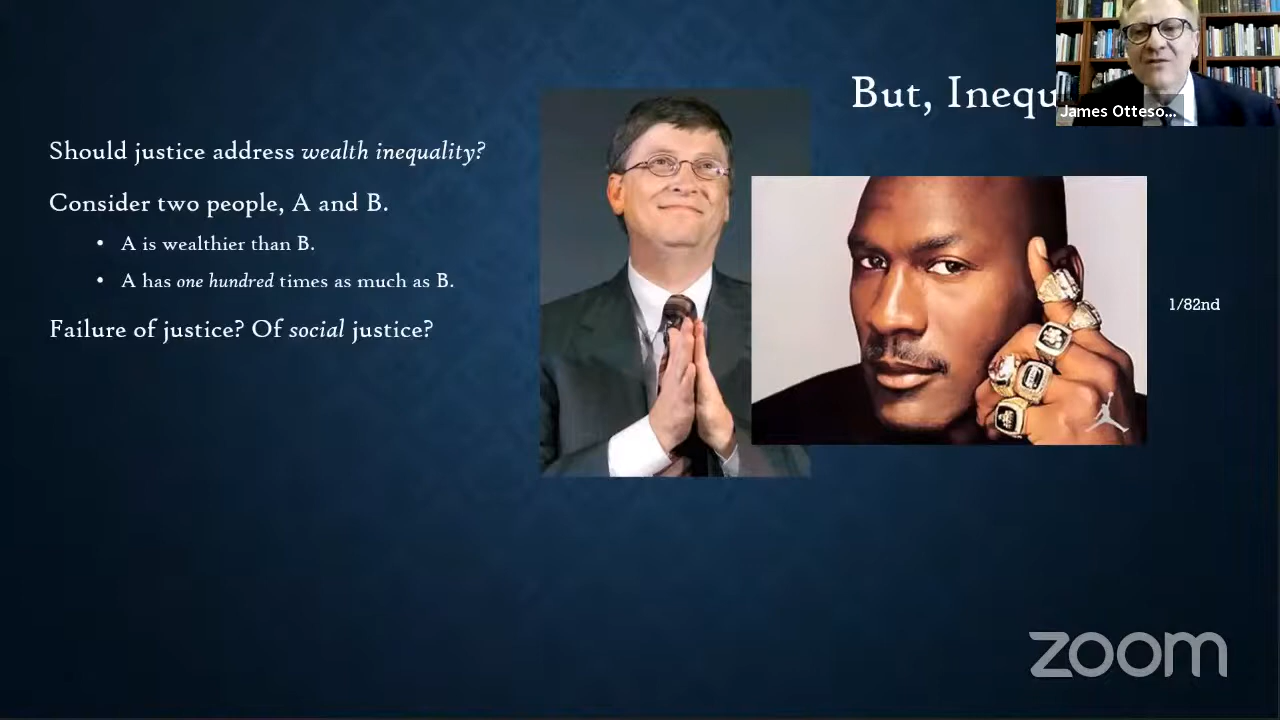 But, Inequ
James Otteso...
Should justice address wealth inequality?
Consider two people, A and B.
• A is wealthier than B.
• A has one hundred times as much as B.
Failure of justice? Of social justice?
1/82nd
zoom